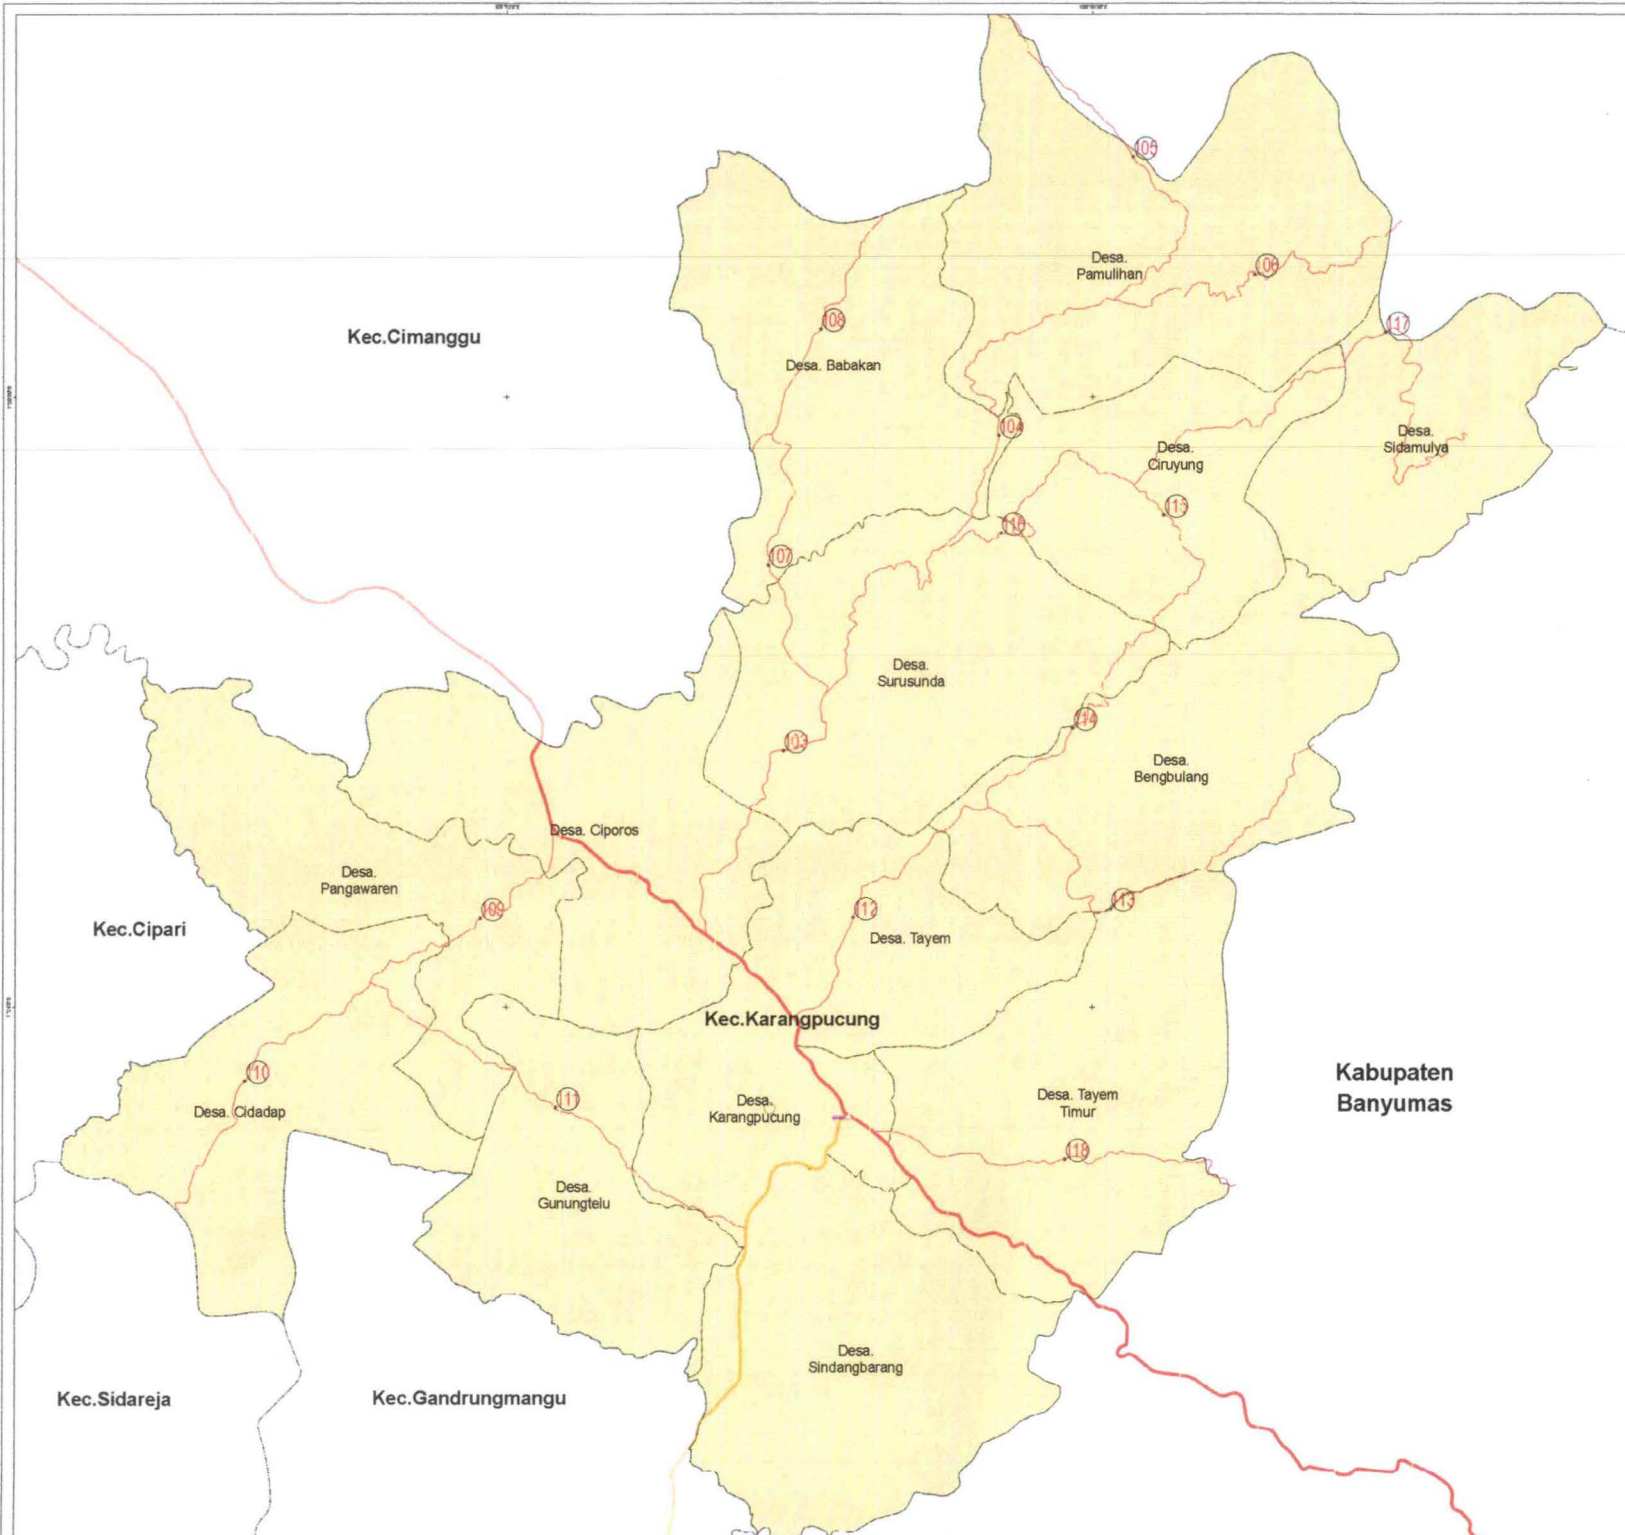 105
Desa.
Pamulihan
106
108
117
Kec.Cimanggu
Desa. Babakan
104
Desa.
Sidamulya
Desa.
Ciruyung
115
116
107
Desa.
Surusunda
114
103
Desa.
Bengbulang
Desa. Ciporos
Desa.
Pangawaren
109
112
113
Kec.Cipari
Desa. Tayem
Kec.Karangpucung
110
Kabupaten
Banyumas
Desa. Cidadap
111
Desa.
Karangpucung
Desa. Tayem
Timur
118
Desa.
Gunungtelu
Desa.
Sindangbarang
Kec.Sidareja
Kec.Gandrungmangu